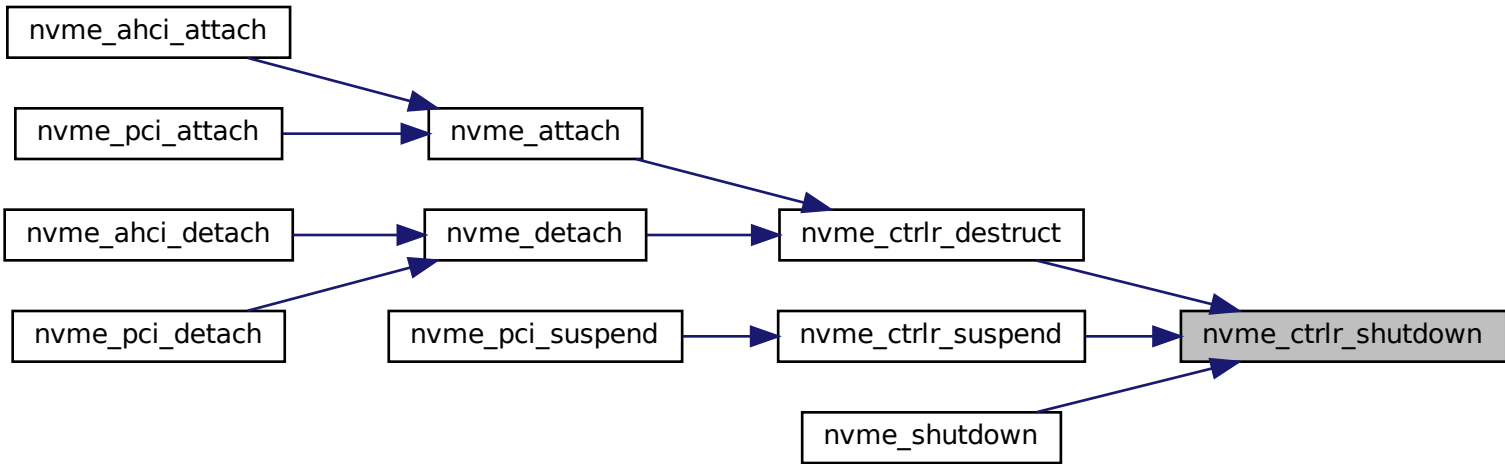 nvme_ahci_attach
nvme_pci_attach
nvme_attach
nvme_ahci_detach
nvme_detach
nvme_ctrlr_destruct
nvme_pci_detach
nvme_pci_suspend
nvme_ctrlr_suspend
nvme_ctrlr_shutdown
nvme_shutdown